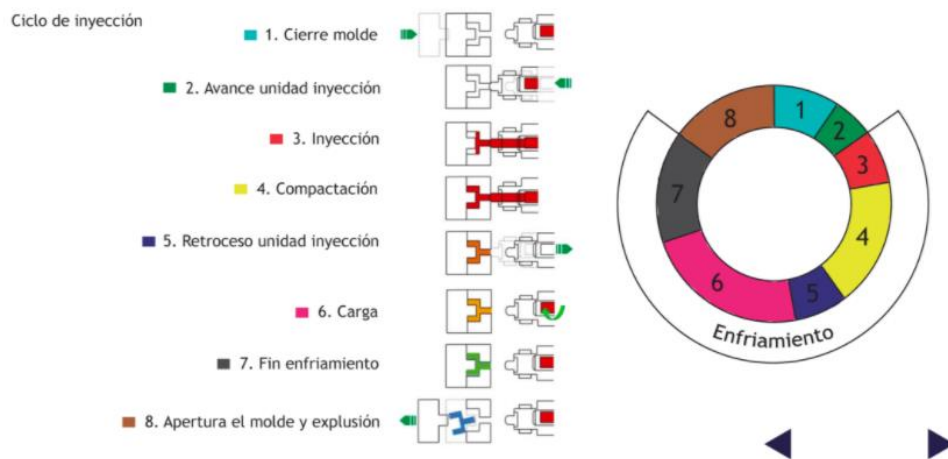 Ciclo de inyección
1. Cierre molde
2. Avance unidad inyección
3. Inyección
4. Compactación
5. Retroceso unidad inyección
6. Carga
7. Fin enfriamiento
8. Apertura el molde y explusión
1
2
3
4
5
6
7
8
Enfriamiento